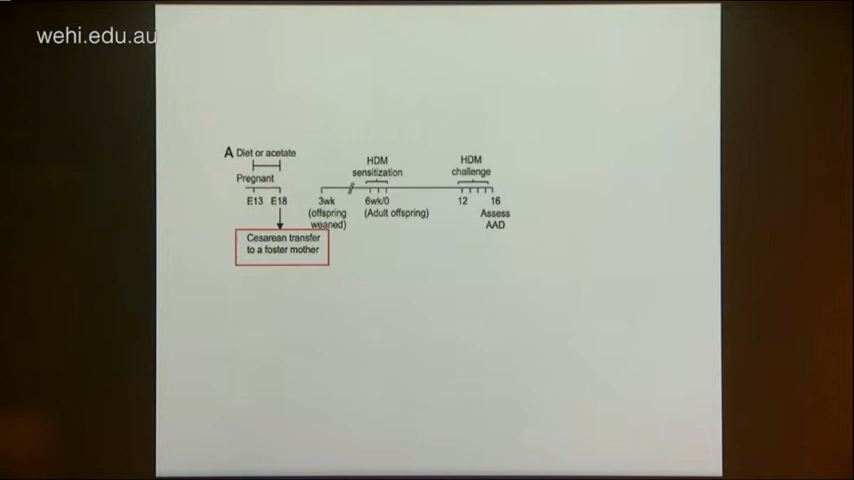 wehi.edu.au
A Diet or acetate
Pregnant
E13 E18
Cesarean transfer
to a foster mother
3wk
(offspring
weaned)
HDM
sensitization
6wk/0
(Adult offspring)
HDM
challenge
12 16
Assess
AAD